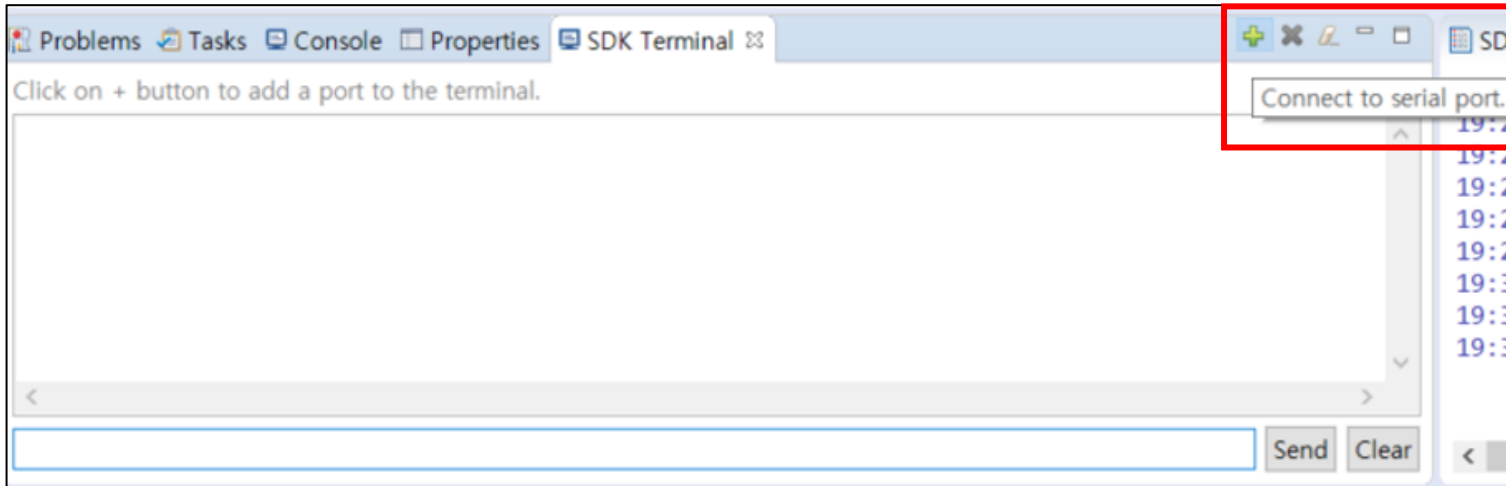 Problems Tasks Console Properties SDK Terminal
Click on + button to add a port to the terminal.
Connect to serial port.
Send Clear